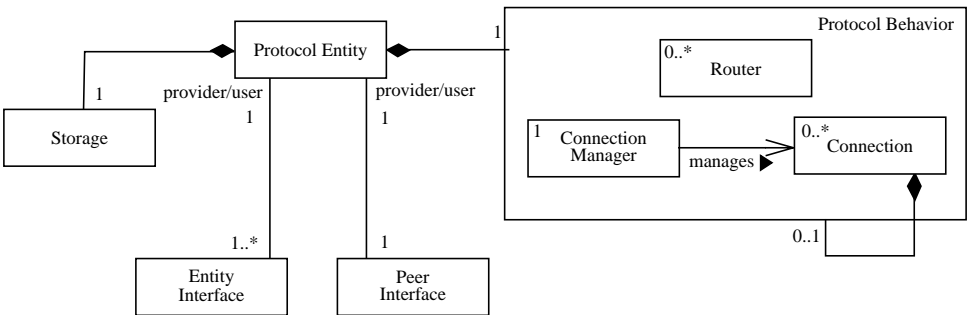 Protocol Behavior
1
Protocol Entity
0..*
Router
1
provider/user
provider/user
1
1
Storage
1
Connection
Manager
0..*
Connection
manages
1..*
1
0..1
Entity
Interface
Peer
Interface